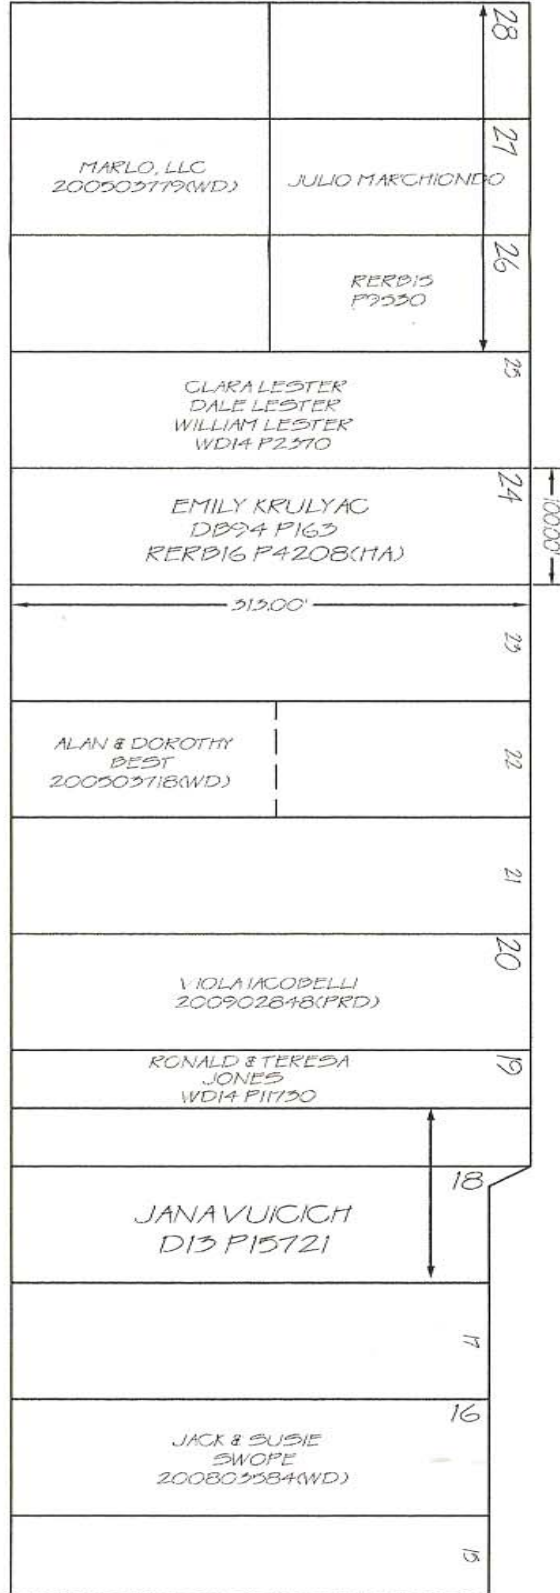 28
27
MARLO, LLC
200503779(WD)
JULIO MARCHIONDO
26
RERB15
P9530
25
CLARA LESTER
DALE LESTER
WILLIAM LESTER
WD14 P2370
24
EMILY KRULYAC
DB94 P163
RERB16 P4208(HA)
100.00'
313.00'
23
22
ALAN & DOROTHY
BEST
200503718(WD)
21
20
VIOLA IACOBELLI
200902848(PRD)
19
RONALD & TERESA
JONES
WD14 P11730
18
JANA VUICICH
D13 P15721
17
16
JACK & SUSIE
SWOPE
200803584(WD)
15